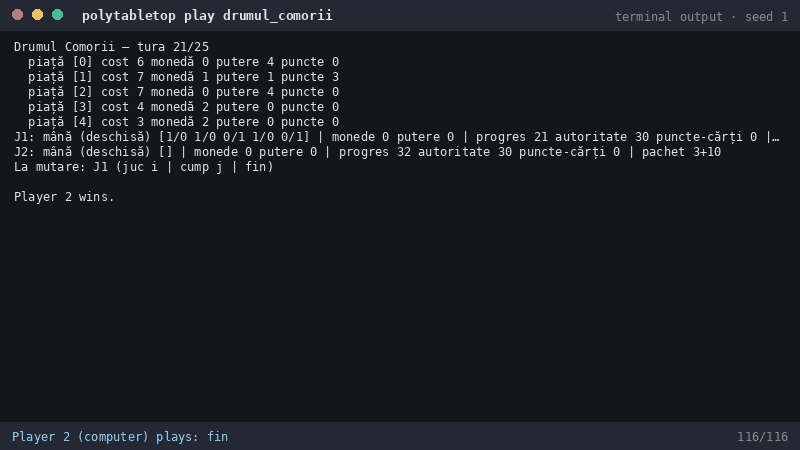 polytabletop play drumul_comorii
terminal output · seed 1
Drumul Comorii — tura 21/25
piață [0] cost 6 monedă 0 putere 4 puncte 0
piață [1] cost 7 monedă 1 putere 1 puncte 3
piață [2] cost 7 monedă 0 putere 4 puncte 0
piață [3] cost 4 monedă 2 putere 0 puncte 0
piață [4] cost 3 monedă 2 putere 0 puncte 0
J1: mână (deschisă) [1/0 1/0 0/1 1/0 0/1] | monede 0 putere 0 | progres 21 autoritate 30 puncte-cărți 0 |…
J2: mână (deschisă) [] | monede 0 putere 0 | progres 32 autoritate 30 puncte-cărți 0 | pachet 3+10
La mutare: J1 (juc i | cump j | fin)
Player 2 wins.
Player 2 (computer) plays: fin
116/116